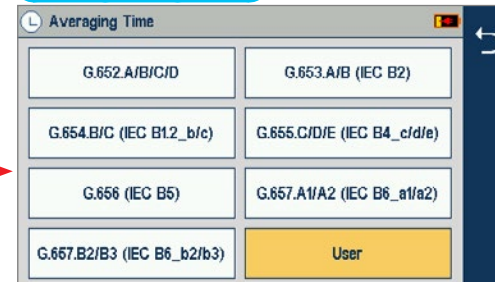 Averaging Time
G.652.A/B/C/D
G.653.A/B (IEC B2)
G.654.B/C (IEC B1.2_b/c)
G.655.C/D/E (IEC B4_c/d/e)
G.656 (IEC B5)
G.657.A1/A2 (IEC B6_a1/a2)
G.657.B2/B3 (IEC B6_b2/b3)
User